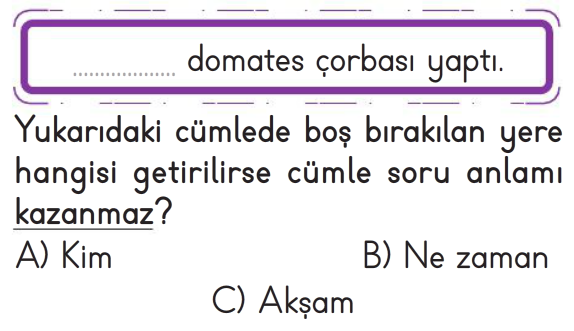 ................... domates çorbası yaptı.
Yukarıdaki cümlede boş bırakılan yere
hangisi getirilirse cümle soru anlamı
kazanmaz?
A) Kim B) Ne zaman
C) Akşam